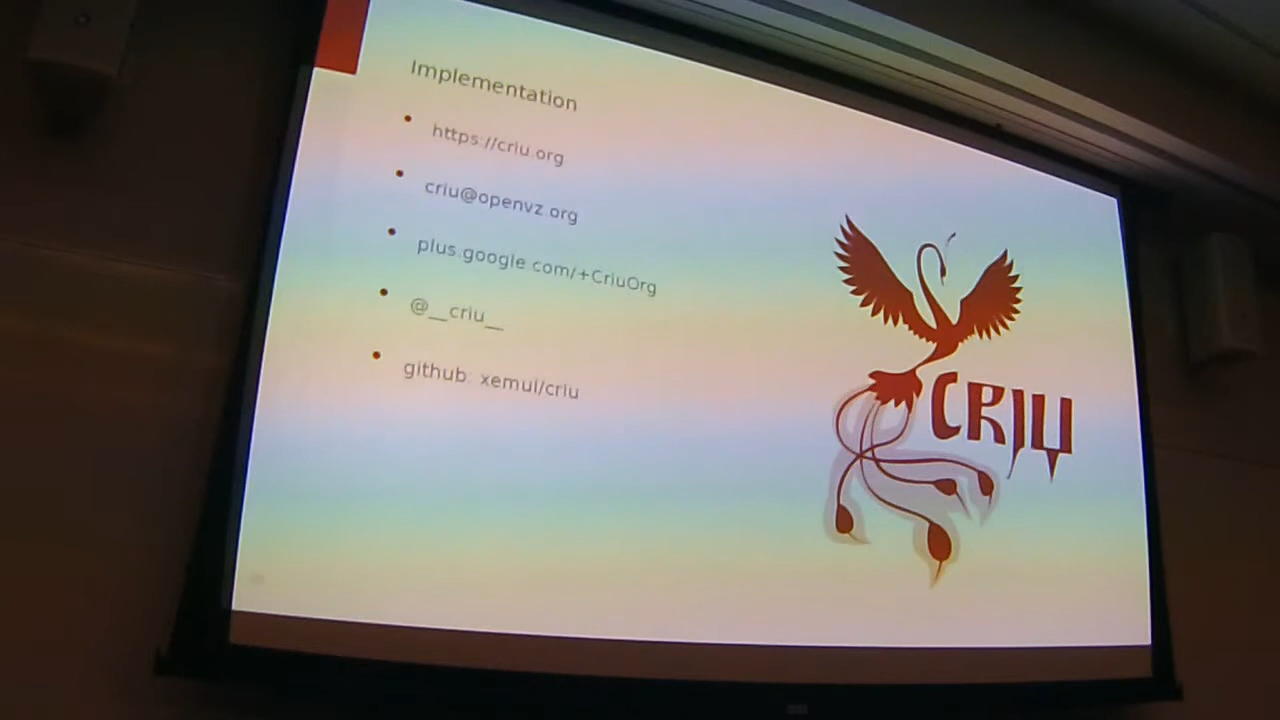 Implementation
https://criu.org
criu@openvz.org
plus.google.com/+CriuOrg
@__criu__
github: xemul/criu
CRIU